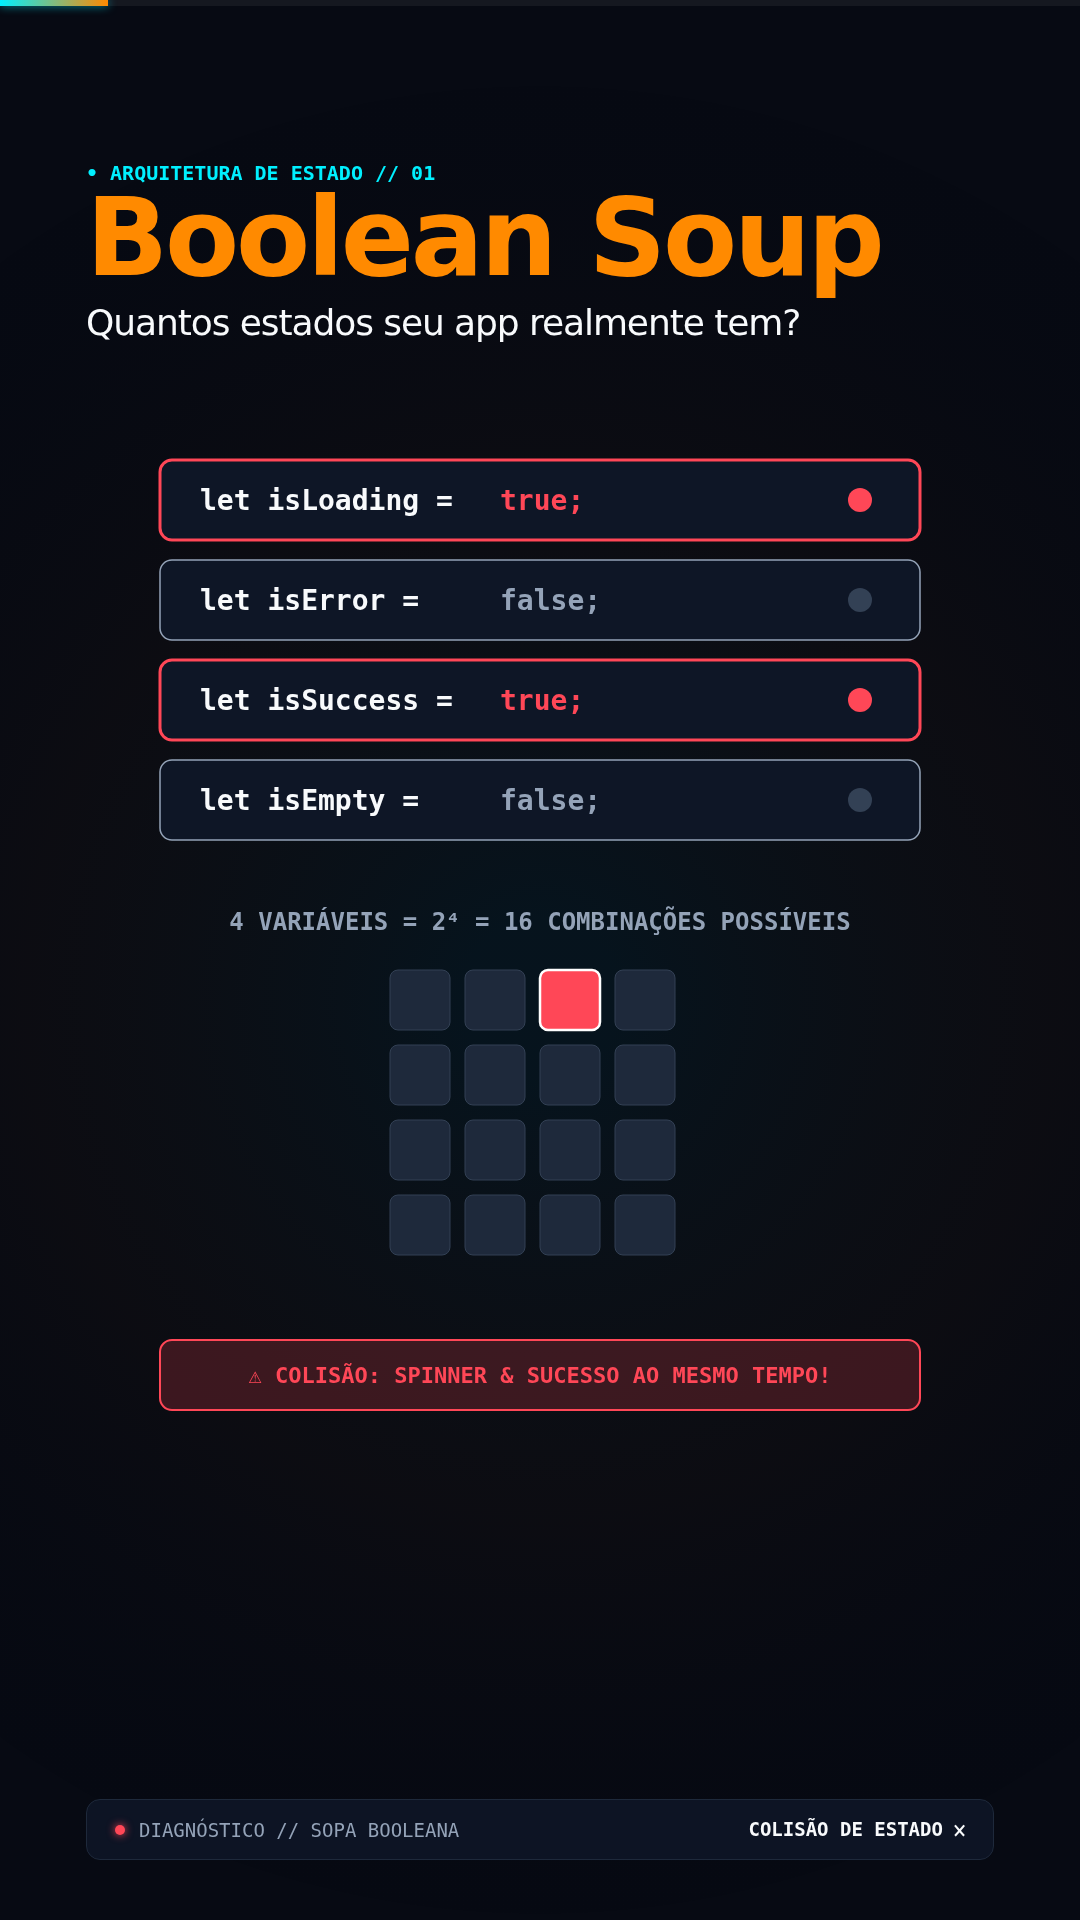 • ARQUITETURA DE ESTADO // 01
Boolean Soup
Quantos estados seu app realmente tem?
let isLoading = true;
let isError = false;
let isSuccess = true;
let isEmpty = false;
4 VARIÁVEIS = 2⁴ = 16 COMBINAÇÕES POSSÍVEIS
⚠ COLISÃO: SPINNER & SUCESSO AO MESMO TEMPO!
DIAGNÓSTICO // SOPA BOOLEANA
COLISÃO DE ESTADO ×